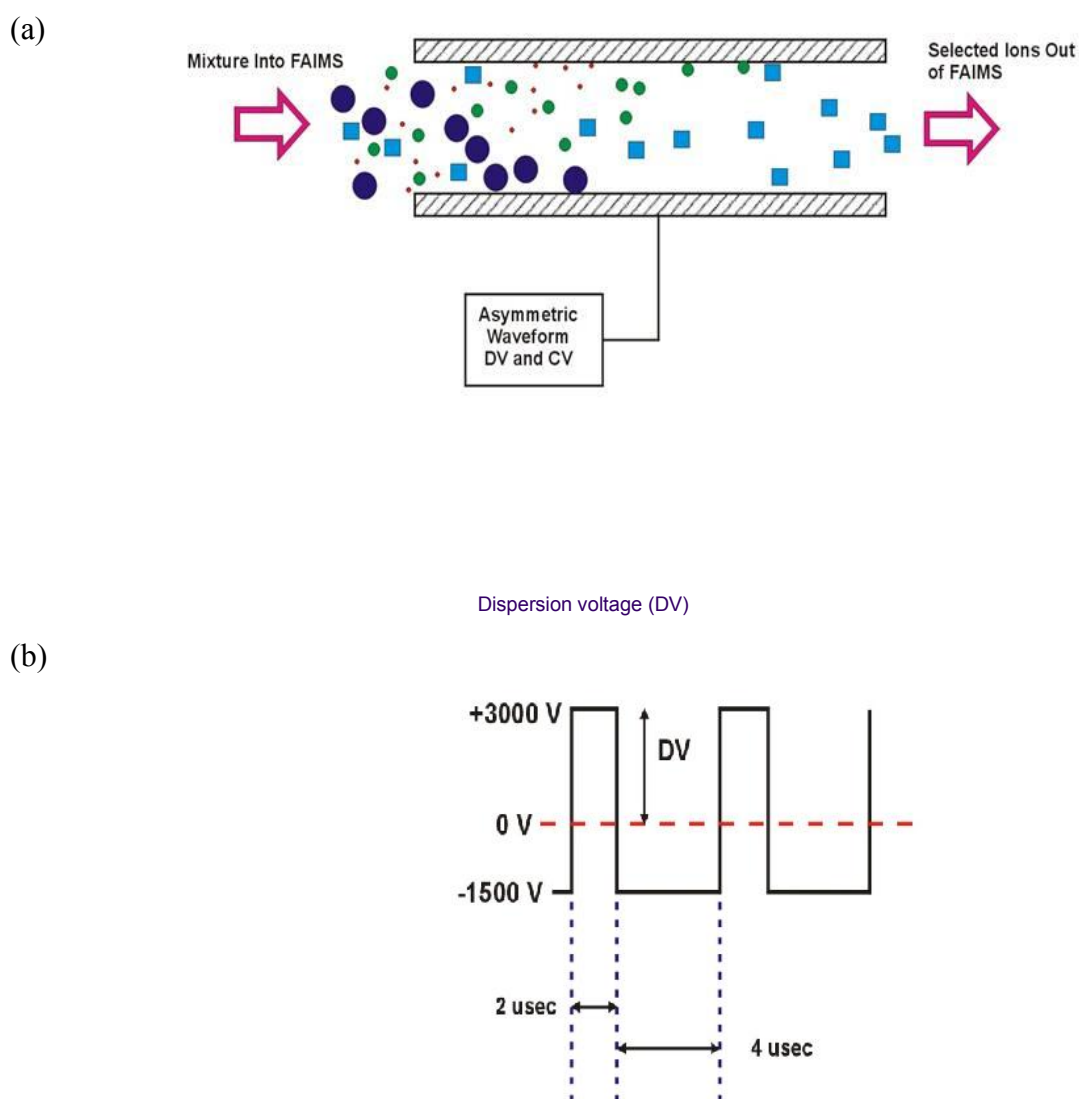 (a)
Mixture Into FAIMS
Selected Ions Out
of FAIMS
Asymmetric
Waveform
DV and CV
Dispersion voltage (DV)
(b)
+3000 V
DV
0 V
-1500 V
2 usec
4 usec